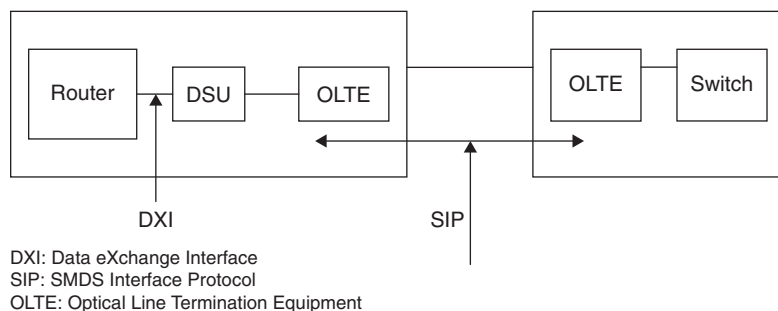 Router
DSU
OLTE
OLTE
Switch
DXI
SIP
DXI: Data eXchange Interface
SIP: SMDS Interface Protocol
OLTE: Optical Line Termination Equipment